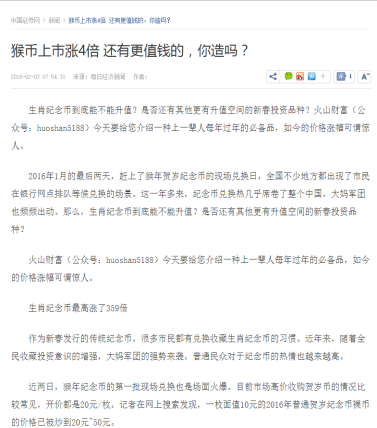 中国证券网 > 新闻 > 猴币上市涨4倍 还有更值钱的，你造吗？
猴币上市涨4倍 还有更值钱的，你造吗？
2016-02-03 07:56:31 来源：每日经济新闻 作者：
生肖纪念币到底能不能升值？是否还有其他更有升值空间的新春投资品种？火山财富（公
众号：huoshan5188）今天要给您介绍一种上一辈人每年过年的必备品，如今的价格涨幅可谓惊
人。
2016年1月的最后两天，赶上了猴年贺岁纪念币的现场兑换日，全国不少地方都出现了市民
在银行网点排队等候兑换的场景。这一年多来，纪念币兑换热几乎席卷了整个中国，大妈军团
也频频出动。那么，生肖纪念币到底能不能升值？是否还有其他更有升值空间的新春投资品
种？
火山财富（公众号：huoshan5188）今天要给您介绍一种上一辈人每年过年的必备品，如今
的价格涨幅可谓惊人。
生肖纪念币最高涨了359倍
作为新春发行的传统纪念币，很多市民都有兑换收藏生肖纪念币的习惯。近年来，随着全
民收藏投资意识的增强，大妈军团的强势来袭，普通民众对于纪念币的热情也越来越高。
近两日，猴年纪念币的第一批现场兑换也是场面火爆。目前市场高价收购贺岁币的情况比
较常见，开价都是20元/枚。记者在网上搜索发现，一枚面值10元的2016年普通贺岁纪念币裸币
的价格已被炒到20元~50元。